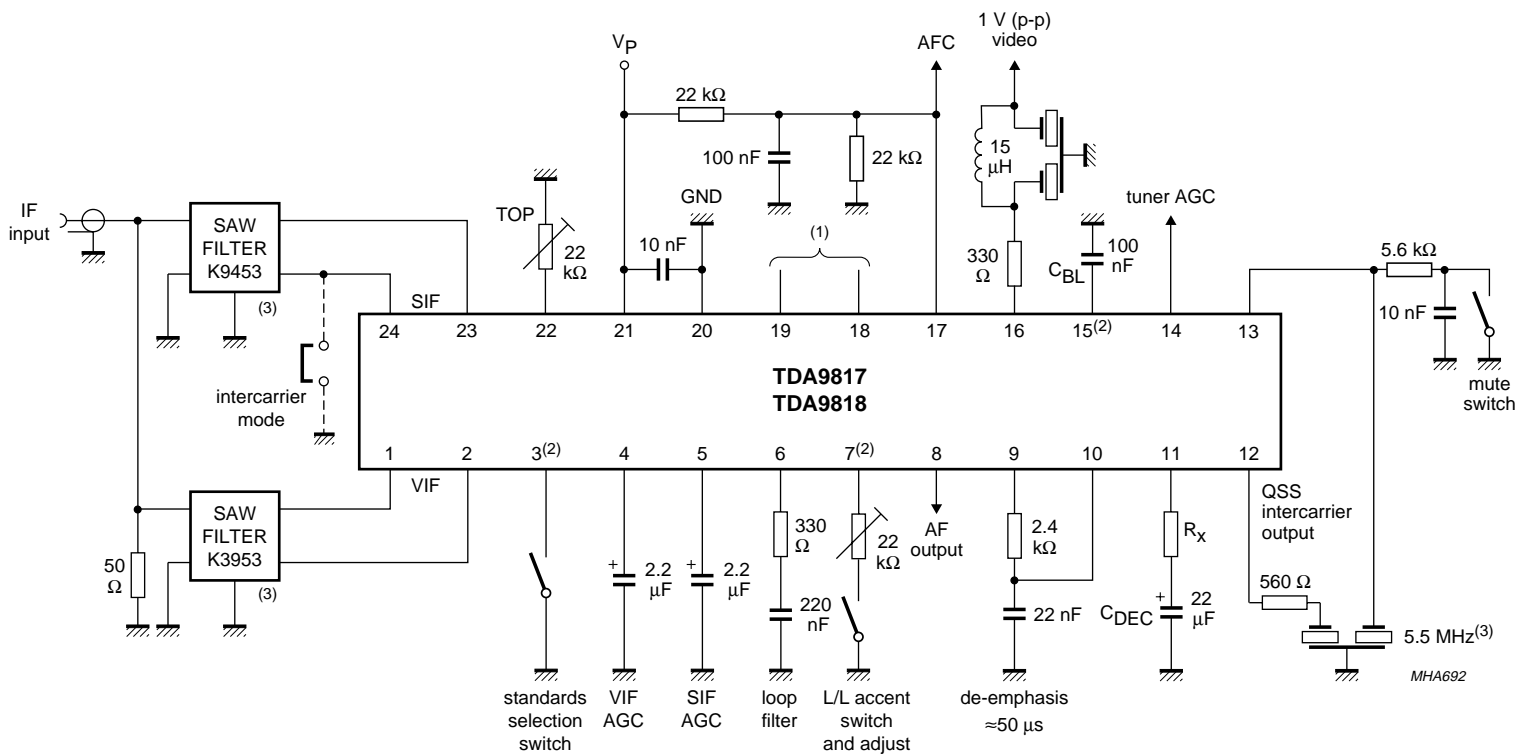 1 V (p-p)
video
VP
AFC
22 kΩ
100 nF
22 kΩ
15
µH
GND
tuner AGC
IF
input
SAW
FILTER
K9453
(3)
TOP
22
kΩ
10 nF
(1)
330
Ω
CBL
100
nF
5.6 kΩ
10 nF
mute
switch
SIF
24 23 22 21 20 19 18 17 16 15(2) 14 13
intercarrier
mode
TDA9817
TDA9818
1 2 3(2) 4 5 6 7(2) 8 9 10 11 12
VIF
SAW
FILTER
K3953
(3)
50
Ω
+ 2.2
µF
+ 2.2
µF
330
Ω
220
nF
22
kΩ
AF
output
2.4
kΩ
22 nF
RX
CDEC
+ 22
µF
QSS
intercarrier
output
560 Ω
5.5 MHz(3)
MHA692
standards
selection
switch
VIF
AGC
SIF
AGC
loop
filter
L/L accent
switch
and adjust
de-emphasis
≈50 µs